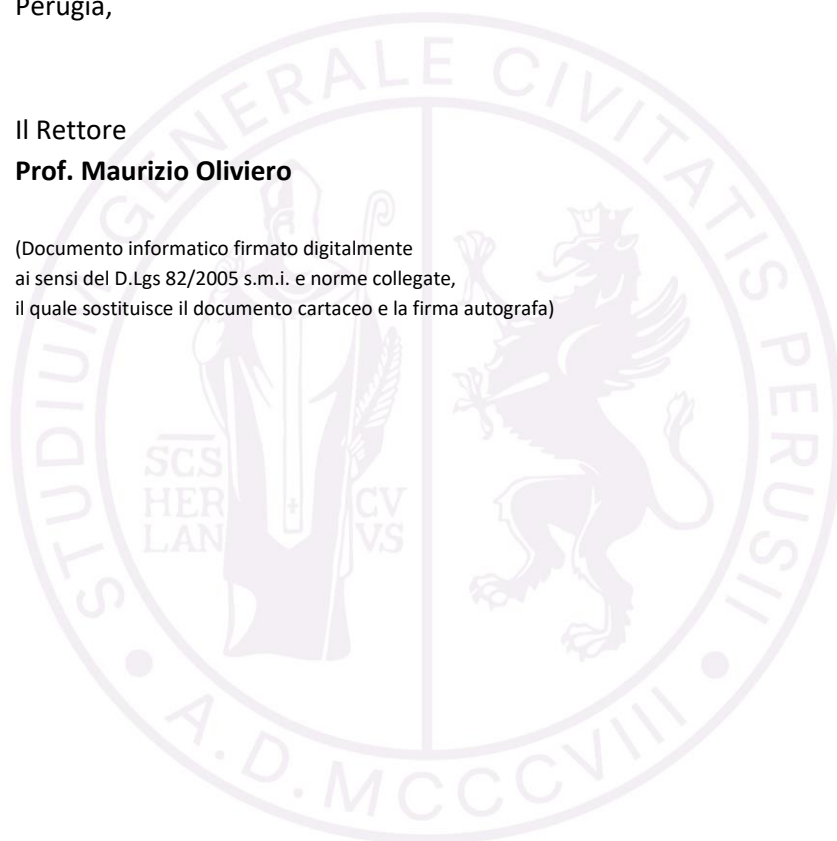 Perugia,
Il Rettore
Prof. Maurizio Oliviero
(Documento informatico firmato digitalmente
ai sensi del D.Lgs 82/2005 s.m.i. e norme collegate,
il quale sostituisce il documento cartaceo e la firma autografa)
STUDIUM GENERALE CIVITATIS PERUSII
SCS
HER
LAN
CV
VS
A.D. MCCCVIII